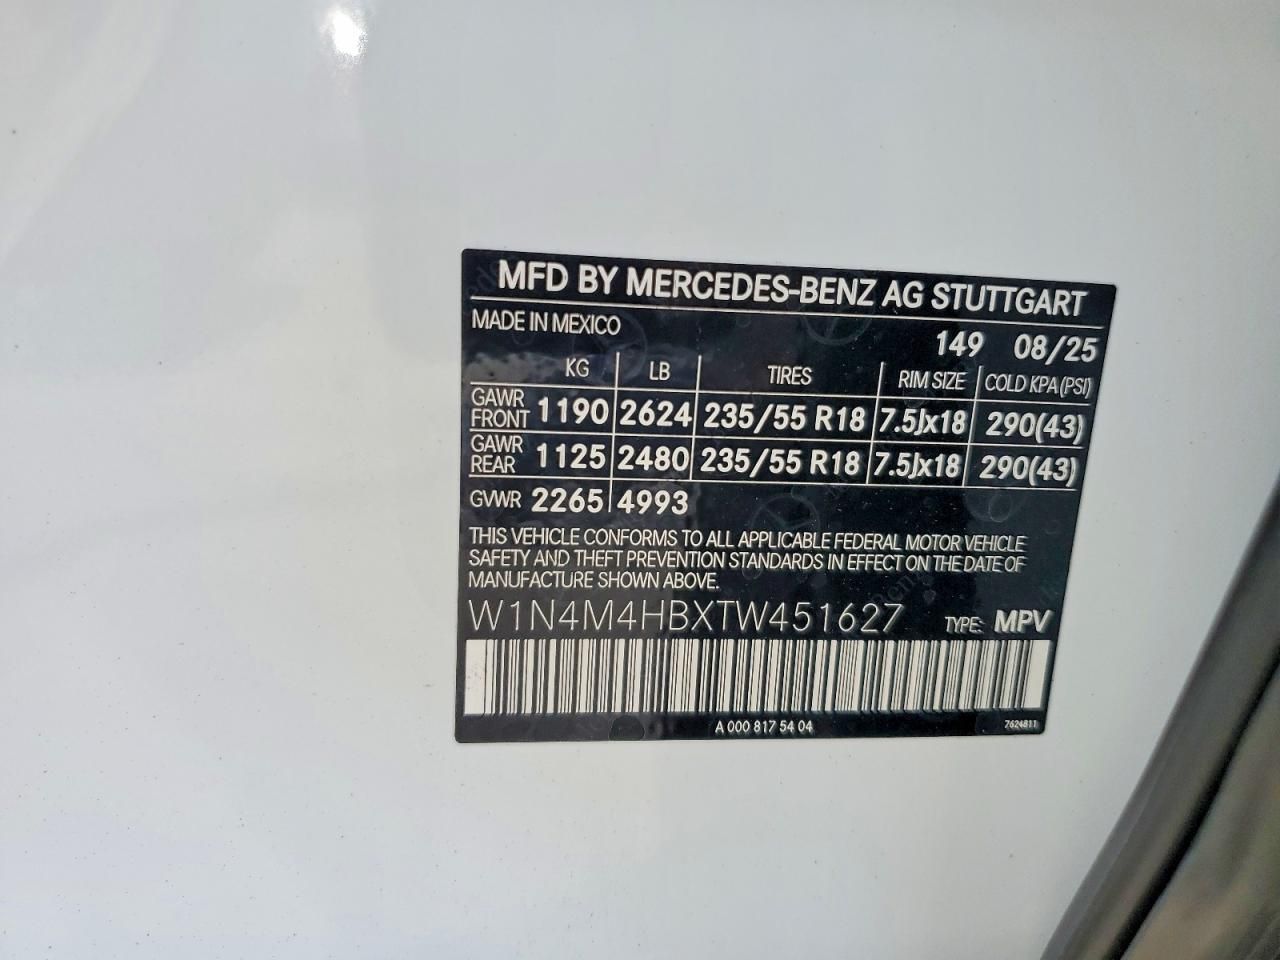 MFD BY MERCEDES-BENZ AG STUTTGART
MADE IN MEXICO
149 08/25
KG LB TIRES RIM SIZE COLD KPA(PSI)
GAWR FRONT 1190 2624 235/55 R18 7.5Jx18 290(43)
GAWR REAR 1125 2480 235/55 R18 7.5Jx18 290(43)
GVWR 2265 4993
THIS VEHICLE CONFORMS TO ALL APPLICABLE FEDERAL MOTOR VEHICLE
SAFETY AND THEFT PREVENTION STANDARDS IN EFFECT ON THE DATE OF
MANUFACTURE SHOWN ABOVE.
W1N4M4HBXTW451627 TYPE: MPV
A 000 817 54 04 7624811